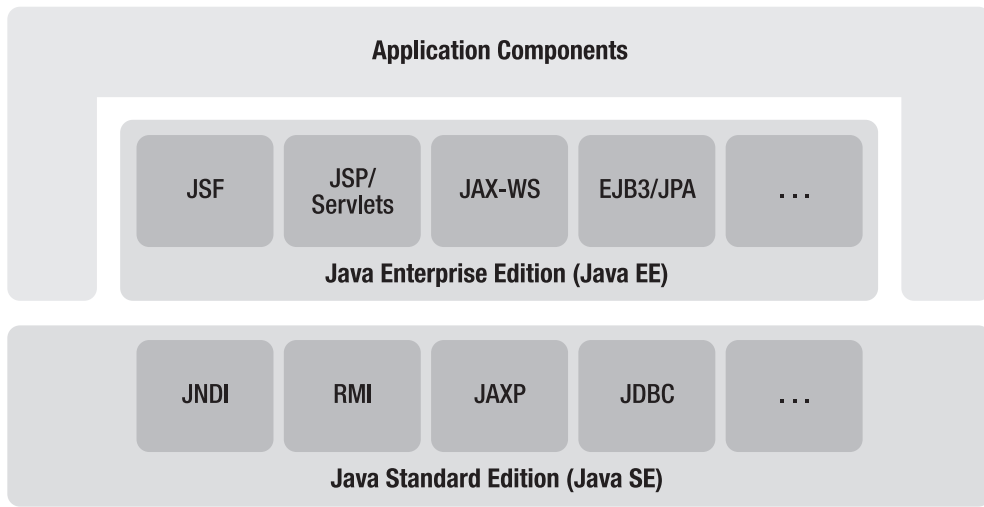 Application Components
JSF
JSP/
Servlets
JAX-WS
EJB3/JPA
...
Java Enterprise Edition (Java EE)
JNDI
RMI
JAXP
JDBC
...
Java Standard Edition (Java SE)